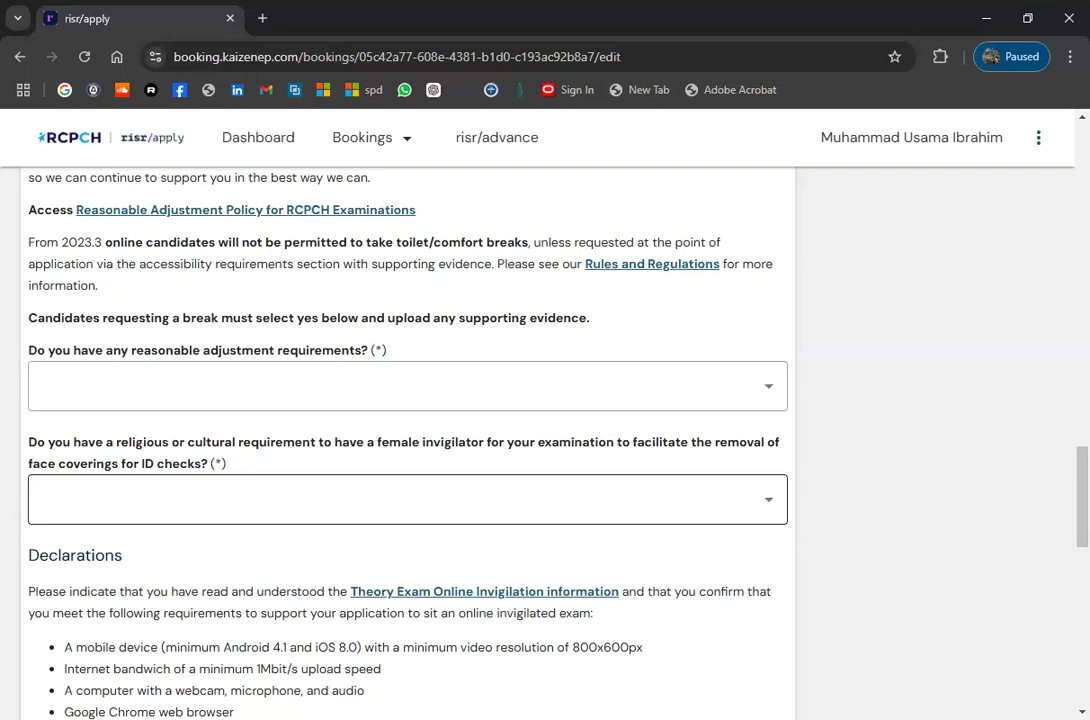 risr/apply
booking.kaizenep.com/bookings/05c42a77-608e-4381-b1d0-c193ac92b8a7/edit
Paused
spd
Sign In
New Tab
Adobe Acrobat
RCPCH | risr/apply
Dashboard
Bookings
risr/advance
Muhammad Usama Ibrahim
so we can continue to support you in the best way we can.
Access Reasonable Adjustment Policy for RCPCH Examinations
From 2023.3 online candidates will not be permitted to take toilet/comfort breaks, unless requested at the point of
application via the accessibility requirements section with supporting evidence. Please see our Rules and Regulations for more
information.
Candidates requesting a break must select yes below and upload any supporting evidence.
Do you have any reasonable adjustment requirements? (*)
Do you have a religious or cultural requirement to have a female invigilator for your examination to facilitate the removal of
face coverings for ID checks? (*)
Declarations
Please indicate that you have read and understood the Theory Exam Online Invigilation information and that you confirm that
you meet the following requirements to support your application to sit an online invigilated exam:
A mobile device (minimum Android 4.1 and iOS 8.0) with a minimum video resolution of 800x600px
Internet bandwich of a minimum 1Mbit/s upload speed
A computer with a webcam, microphone, and audio
Google Chrome web browser